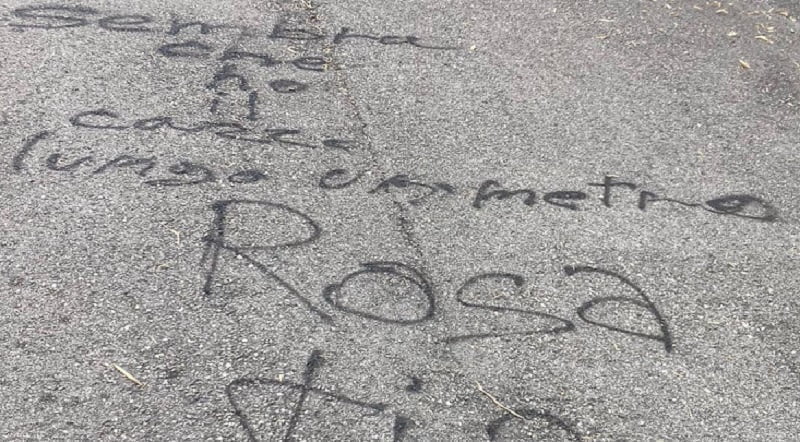 Sembra
che
ho
il
cazzo
lungo un metro
Rosa